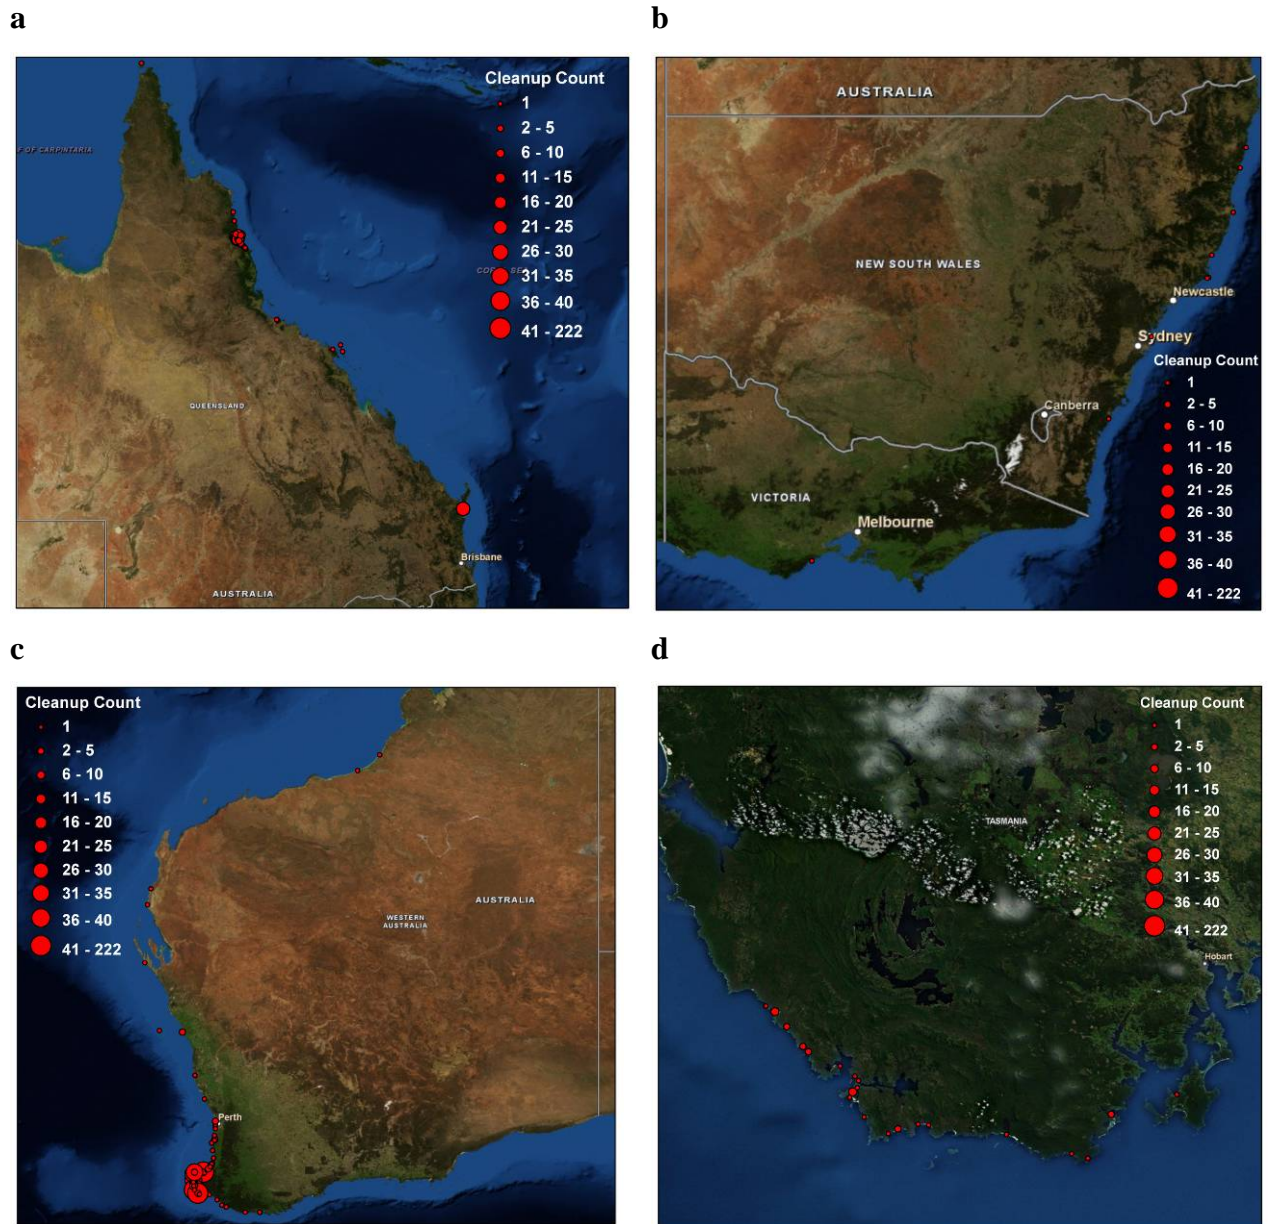 a
Cleanup Count
1
2 - 5
6 - 10
11 - 15
16 - 20
21 - 25
26 - 30
31 - 35
36 - 40
41 - 222
F OF CARPINTARIA
QUEENSLAND
Brisbane
AUSTRALIA
b
AUSTRALIA
NEW SOUTH WALES
Newcastle
Sydney
Cleanup Count
1
2 - 5
6 - 10
11 - 15
16 - 20
21 - 25
26 - 30
31 - 35
36 - 40
41 - 222
Canberra
VICTORIA
Melbourne
c
Cleanup Count
1
2 - 5
6 - 10
11 - 15
16 - 20
21 - 25
26 - 30
31 - 35
36 - 40
41 - 222
AUSTRALIA
WESTERN
AUSTRALIA
Perth
d
Cleanup Count
1
2 - 5
6 - 10
11 - 15
16 - 20
21 - 25
26 - 30
31 - 35
36 - 40
41 - 222
TASMANIA
Hobart